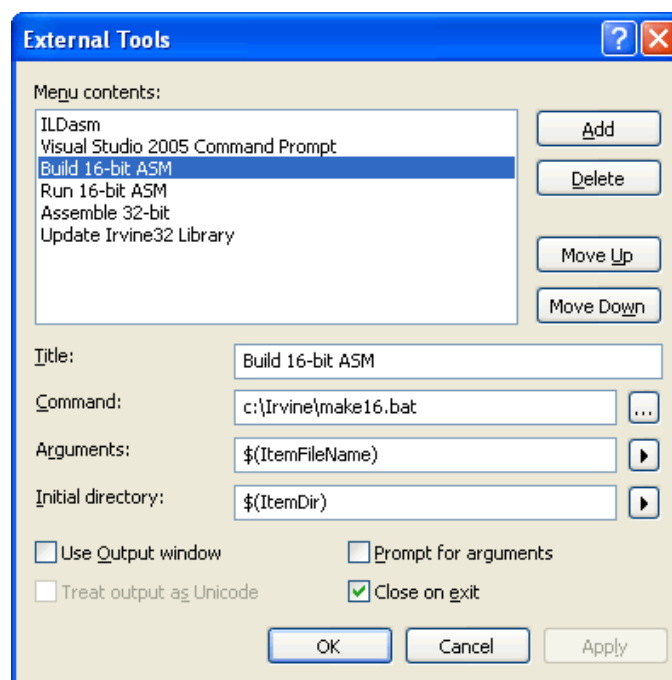 External Tools
Menu contents:
ILDasm
Visual Studio 2005 Command Prompt
Build 16-bit ASM
Run 16-bit ASM
Assemble 32-bit
Update Irvine32 Library
Add
Delete
Move Up
Move Down
Title: Build 16-bit ASM
Command: c:\Irvine\make16.bat ...
Arguments: $(ItemFileName)
Initial directory: $(ItemDir)
Use Output window Prompt for arguments
Treat output as Unicode Close on exit
OK Cancel Apply